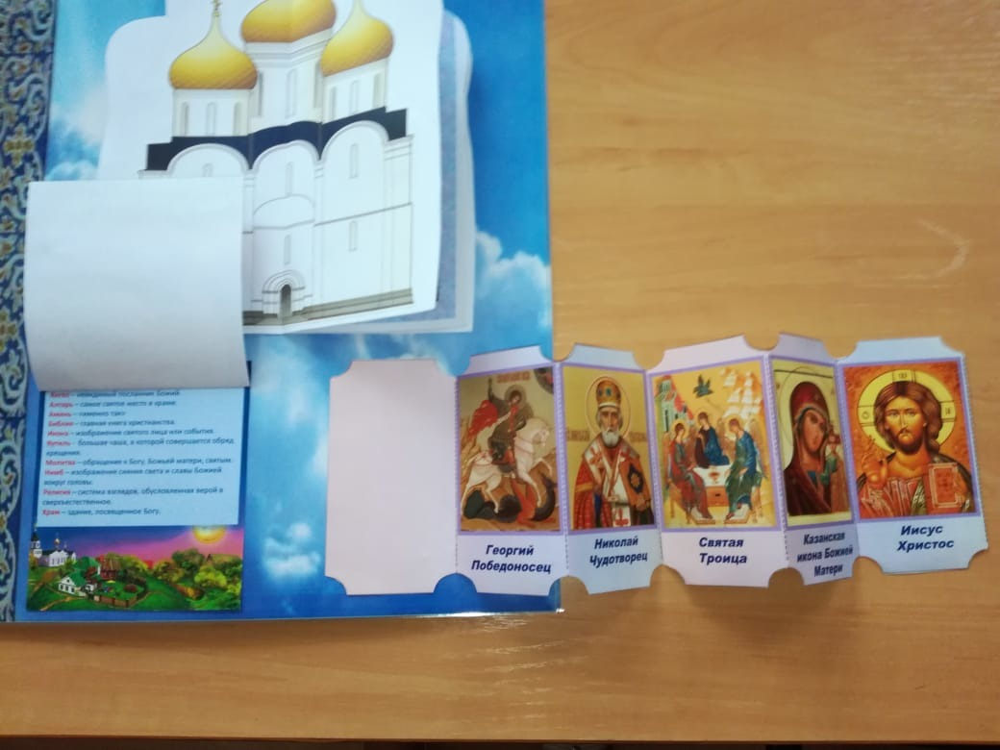 Ангел – невидимый посланник Божий.
Алтарь – самое святое место в храме.
Аминь – «именно так»
Библия – главная книга христианства.
Икона – изображение святого лица или события.
Купель – большая чаша, в которой совершается обряд
крещения.
Молитва – обращения к Богу, Божьей матери, святым.
Нимб – изображение сияния света и славы Божией
вокруг головы.
Религия – система взглядов, обусловленная верой в
сверхъестественное.
Храм – здание, посвященное Богу.
Георгий
Победоносец
Николай
Чудотворец
Святая
Троица
Казанская
икона Божией
Матери
Иисус
Христос